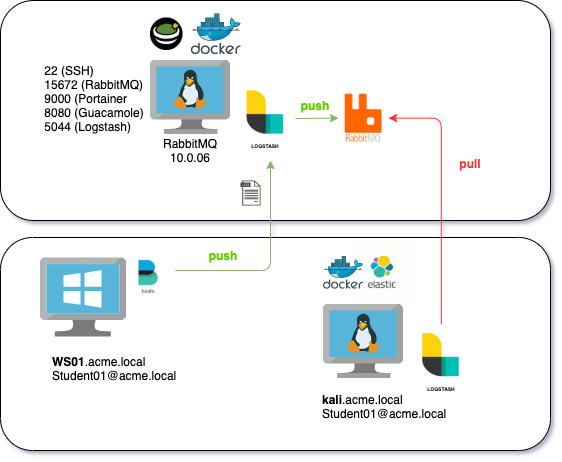 docker
22 (SSH)
15672 (RabbitMQ)
9000 (Portainer
8080 (Guacamole)
5044 (Logstash)
RabbitMQ
10.0.06
LOGSTASH
push
RabbitMQ
pull
LOG
push
beats
WS01.acme.local
Student01@acme.local
docker
elastic
kali.acme.local
Student01@acme.local
LOGSTASH